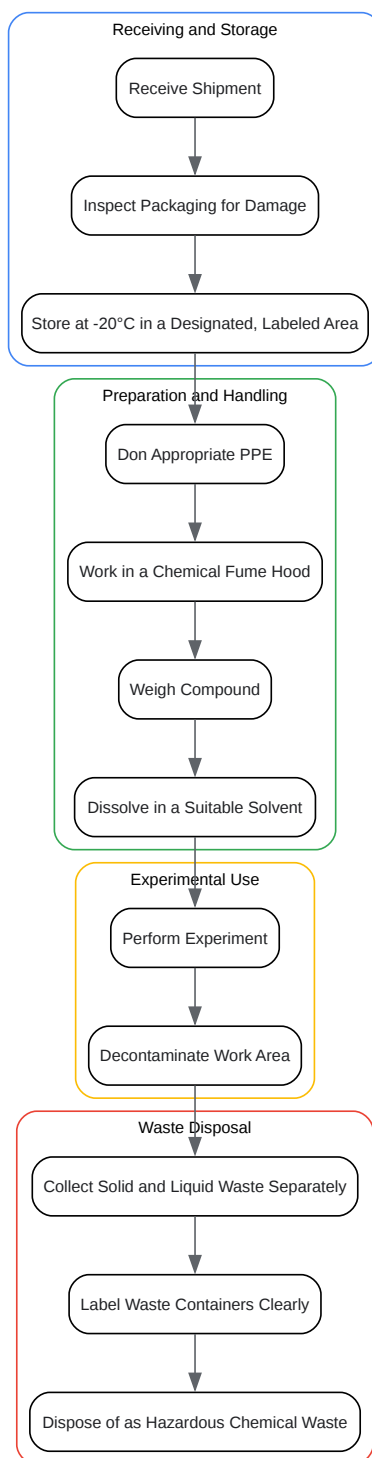 Receiving and Storage
Receive Shipment
Inspect Packaging for Damage
Store at -20°C in a Designated, Labeled Area
Preparation and Handling
Don Appropriate PPE
Work in a Chemical Fume Hood
Weigh Compound
Dissolve in a Suitable Solvent
Experimental Use
Perform Experiment
Decontaminate Work Area
Waste Disposal
Collect Solid and Liquid Waste Separately
Label Waste Containers Clearly
Dispose of as Hazardous Chemical Waste